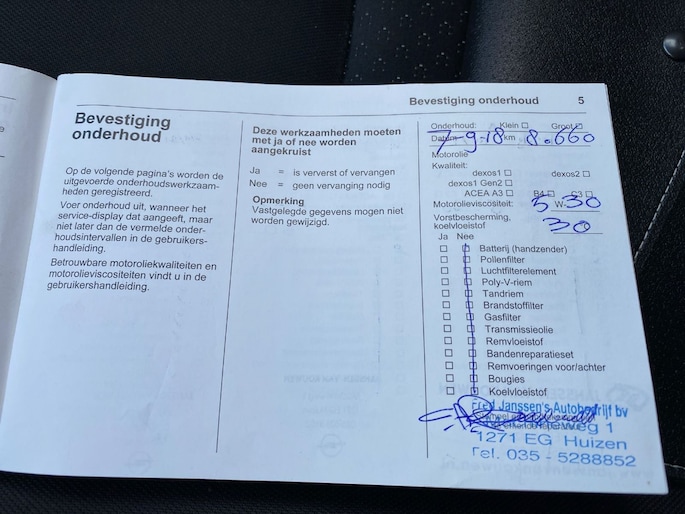 Bevestiging onderhoud 5
Bevestiging
onderhoud
Op de volgende pagina's worden de
uitgevoerde onderhoudswerkzaam-
heden geregistreerd.
Voer onderhoud uit, wanneer het
service-display dat aangeeft, maar
niet later dan de vermelde onder-
houdsintervallen in de gebruikers-
handleiding.
Betrouwbare motoroliekwaliteiten en
motorolieviscositeiten vindt u in de
gebruikershandleiding.
Deze werkzaamheden moeten
met ja of nee worden
aangekruist
Ja = is ververst of vervangen
Nee = geen vervanging nodig
Opmerking
Vastgelegde gegevens mogen niet
worden gewijzigd.
Onderhoud: Klein Groot
Datum 7-9-18 km 8.660
Motorolie
Kwaliteit:
dexos1 dexos2
dexos1 Gen2
ACEA A3 B4 C3
Motorolieviscositeit: 5 W- 30
Vorstbescherming,
koelvloeistof 30
Ja Nee
Batterij (handzender)
Pollenfilter
Luchtfilterelement
Poly-V-riem
Tandriem
Brandstoffilter
Gasfilter
Transmissieolie
Remvloeistof
Bandenreparatieset
Remvoeringen voor/achter
Bougies
Koelvloeistof
Fred Janssen's Autobedrijf bv
weg 1
1271 EG Huizen
Tel. 035 - 5288852